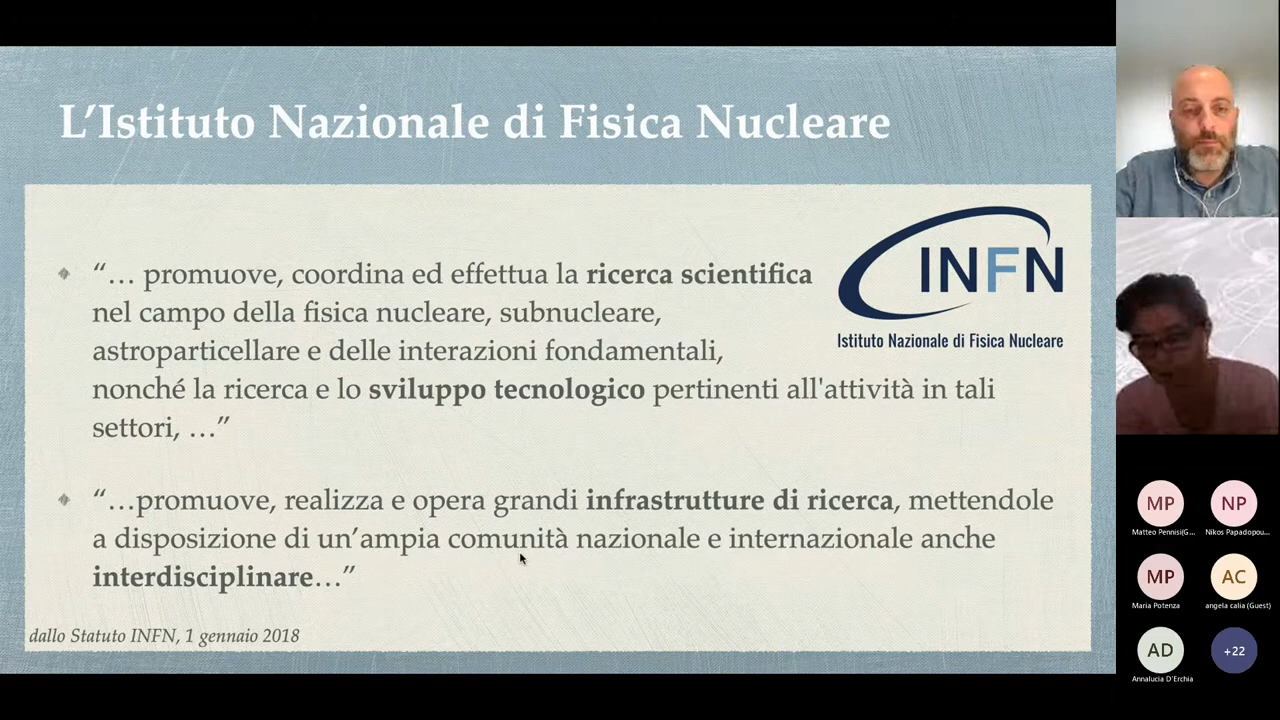 L’Istituto Nazionale di Fisica Nucleare
“… promuove, coordina ed effettua la ricerca scientifica
nel campo della fisica nucleare, subnucleare,
astroparticellare e delle interazioni fondamentali,
nonché la ricerca e lo sviluppo tecnologico pertinenti all'attività in tali
settori, …”
INFN
Istituto Nazionale di Fisica Nucleare
“…promuove, realizza e opera grandi infrastrutture di ricerca, mettendole
a disposizione di un’ampia comunità nazionale e internazionale anche
interdisciplinare…”
dallo Statuto INFN, 1 gennaio 2018
MP
NP
Matteo Pennisi(G...
Nikos Papadopou...
MP
AC
Maria Potenza
angela calia (Guest)
AD
+22
Annalucia D'Erchia